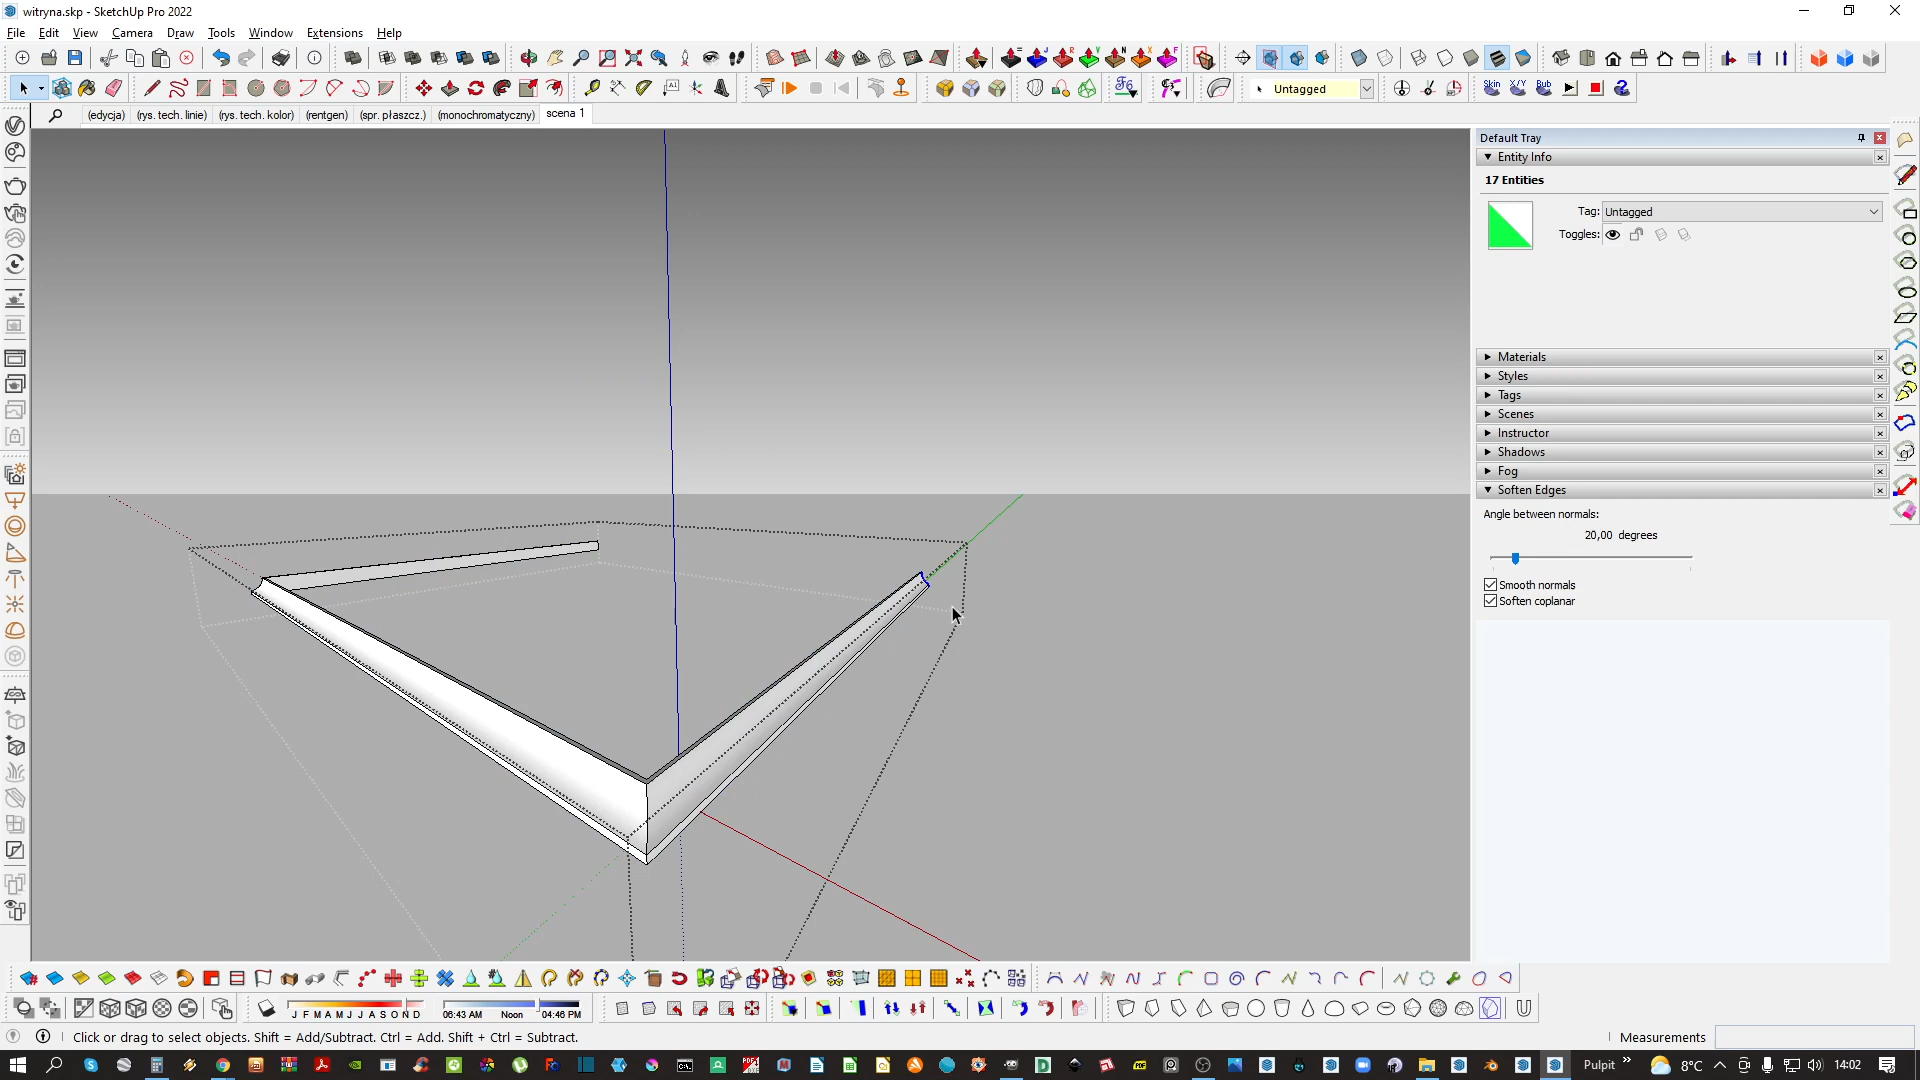 witryna.skp - SketchUp Pro 2022
File Edit View Camera Draw Tools Window Extensions Help
Untagged
Skin X/Y Bub
(edycja) (rys. tech. linie) (rys. tech. kolor) (rentgen) (spr. płaszcz.) (monochromatyczny) scena 1
Default Tray
Entity Info
17 Entities
Tag: Untagged
Toggles:
Materials
Styles
Tags
Scenes
Instructor
Shadows
Fog
Soften Edges
Angle between normals:
20,00 degrees
Smooth normals
Soften coplanar
J F M A M J J A S O N D 06:43 AM Noon 04:46 PM
Click or drag to select objects. Shift = Add/Subtract. Ctrl = Add. Shift + Ctrl = Subtract. Measurements
Pulpit 8°C 14:02